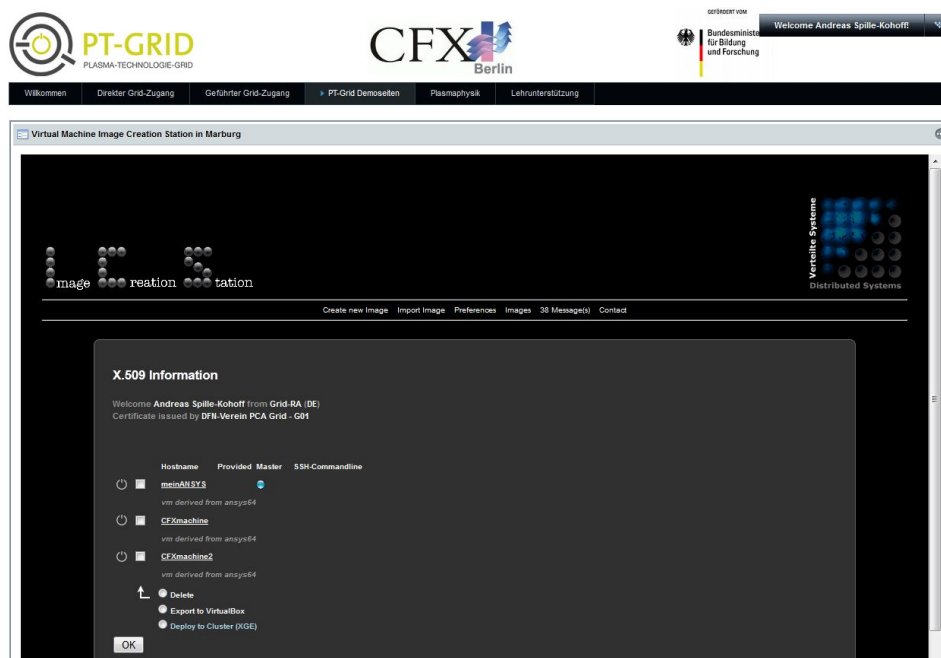 PT-GRID
PLASMA-TECHNOLOGIE-GRID
CFX
Berlin
GEFÖRDERT VOM
Bundesministe
für Bildung
und Forschung
Welcome Andreas Spille-Kohoff!
Willkommen Direkter Grid-Zugang Geführter Grid-Zugang PT-Grid Demoseiten Plasmaphysik Lehrunterstützung
Virtual Machine Image Creation Station in Marburg
Image Creation Station
Verteilte Systeme
Distributed Systems
Create new Image Import Image Preferences Images 38 Message(s) Contact
X.509 Information
Welcome Andreas Spille-Kohoff from Grid-RA (DE)
Certificate issued by DFN-Verein PCA Grid - G01
Hostname Provided Master SSH-Commandline
meinANSYS
vm derived from ansys64
CFXmachine
vm derived from ansys64
CFXmachine2
vm derived from ansys64
Delete
Export to VirtualBox
Deploy to Cluster (XGE)
OK